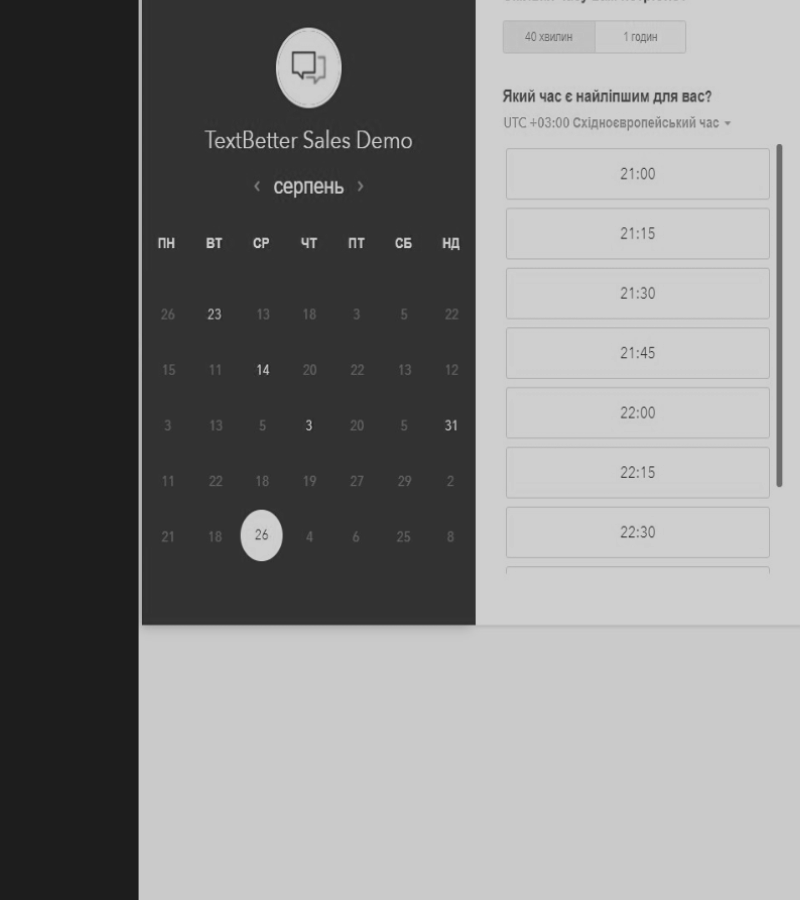 TextBetter Sales Demo
‹ серпень ›
ПН ВТ СР ЧТ ПТ СБ НД
26 23 13 18 3 5 22
15 11 14 20 22 13 12
3 13 5 3 20 5 31
11 22 18 19 27 29 2
21 18 26 4 6 25 8
40 хвилин 1 годин
Який час є найліпшим для вас?
UTC +03:00 Східноєвропейський час
21:00
21:15
21:30
21:45
22:00
22:15
22:30